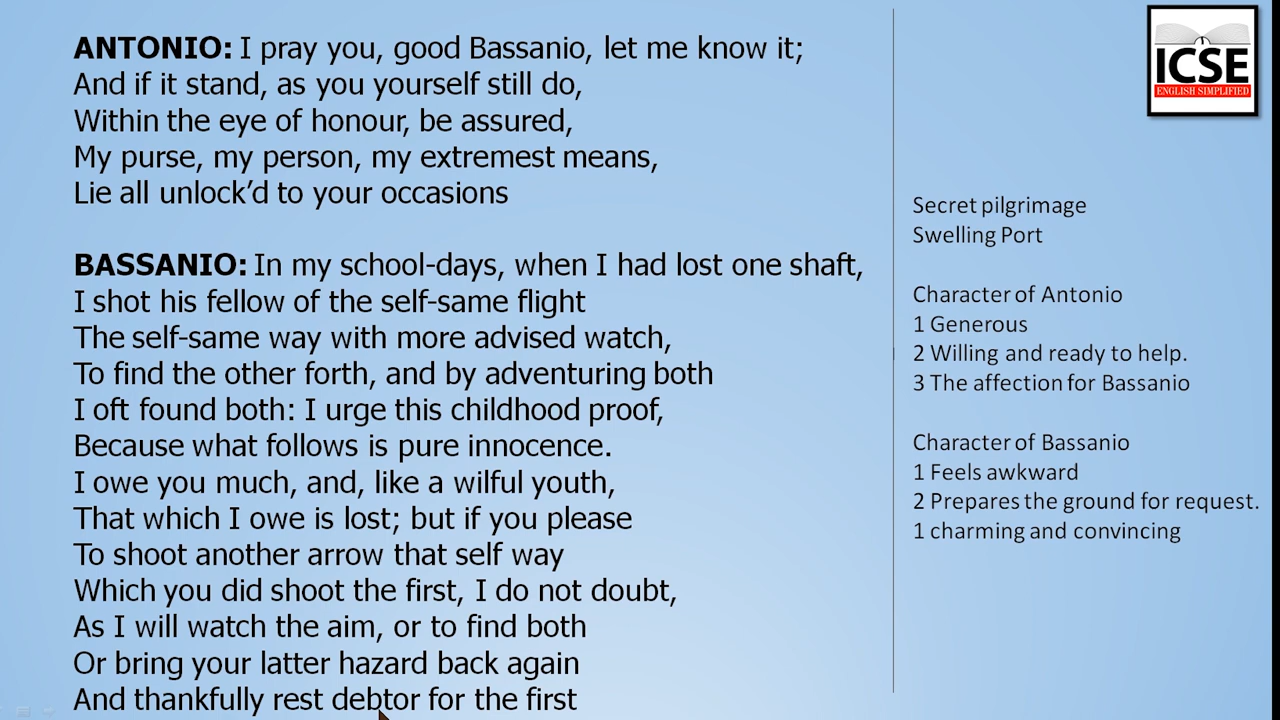 ANTONIO: I pray you, good Bassanio, let me know it;
And if it stand, as you yourself still do,
Within the eye of honour, be assured,
My purse, my person, my extremest means,
Lie all unlock’d to your occasions
BASSANIO: In my school-days, when I had lost one shaft,
I shot his fellow of the self-same flight
The self-same way with more advised watch,
To find the other forth, and by adventuring both
I oft found both: I urge this childhood proof,
Because what follows is pure innocence.
I owe you much, and, like a wilful youth,
That which I owe is lost; but if you please
To shoot another arrow that self way
Which you did shoot the first, I do not doubt,
As I will watch the aim, or to find both
Or bring your latter hazard back again
And thankfully rest debtor for the first
ICSE
ENGLISH SIMPLIFIED
Secret pilgrimage
Swelling Port
Character of Antonio
1 Generous
2 Willing and ready to help.
3 The affection for Bassanio
Character of Bassanio
1 Feels awkward
2 Prepares the ground for request.
1 charming and convincing